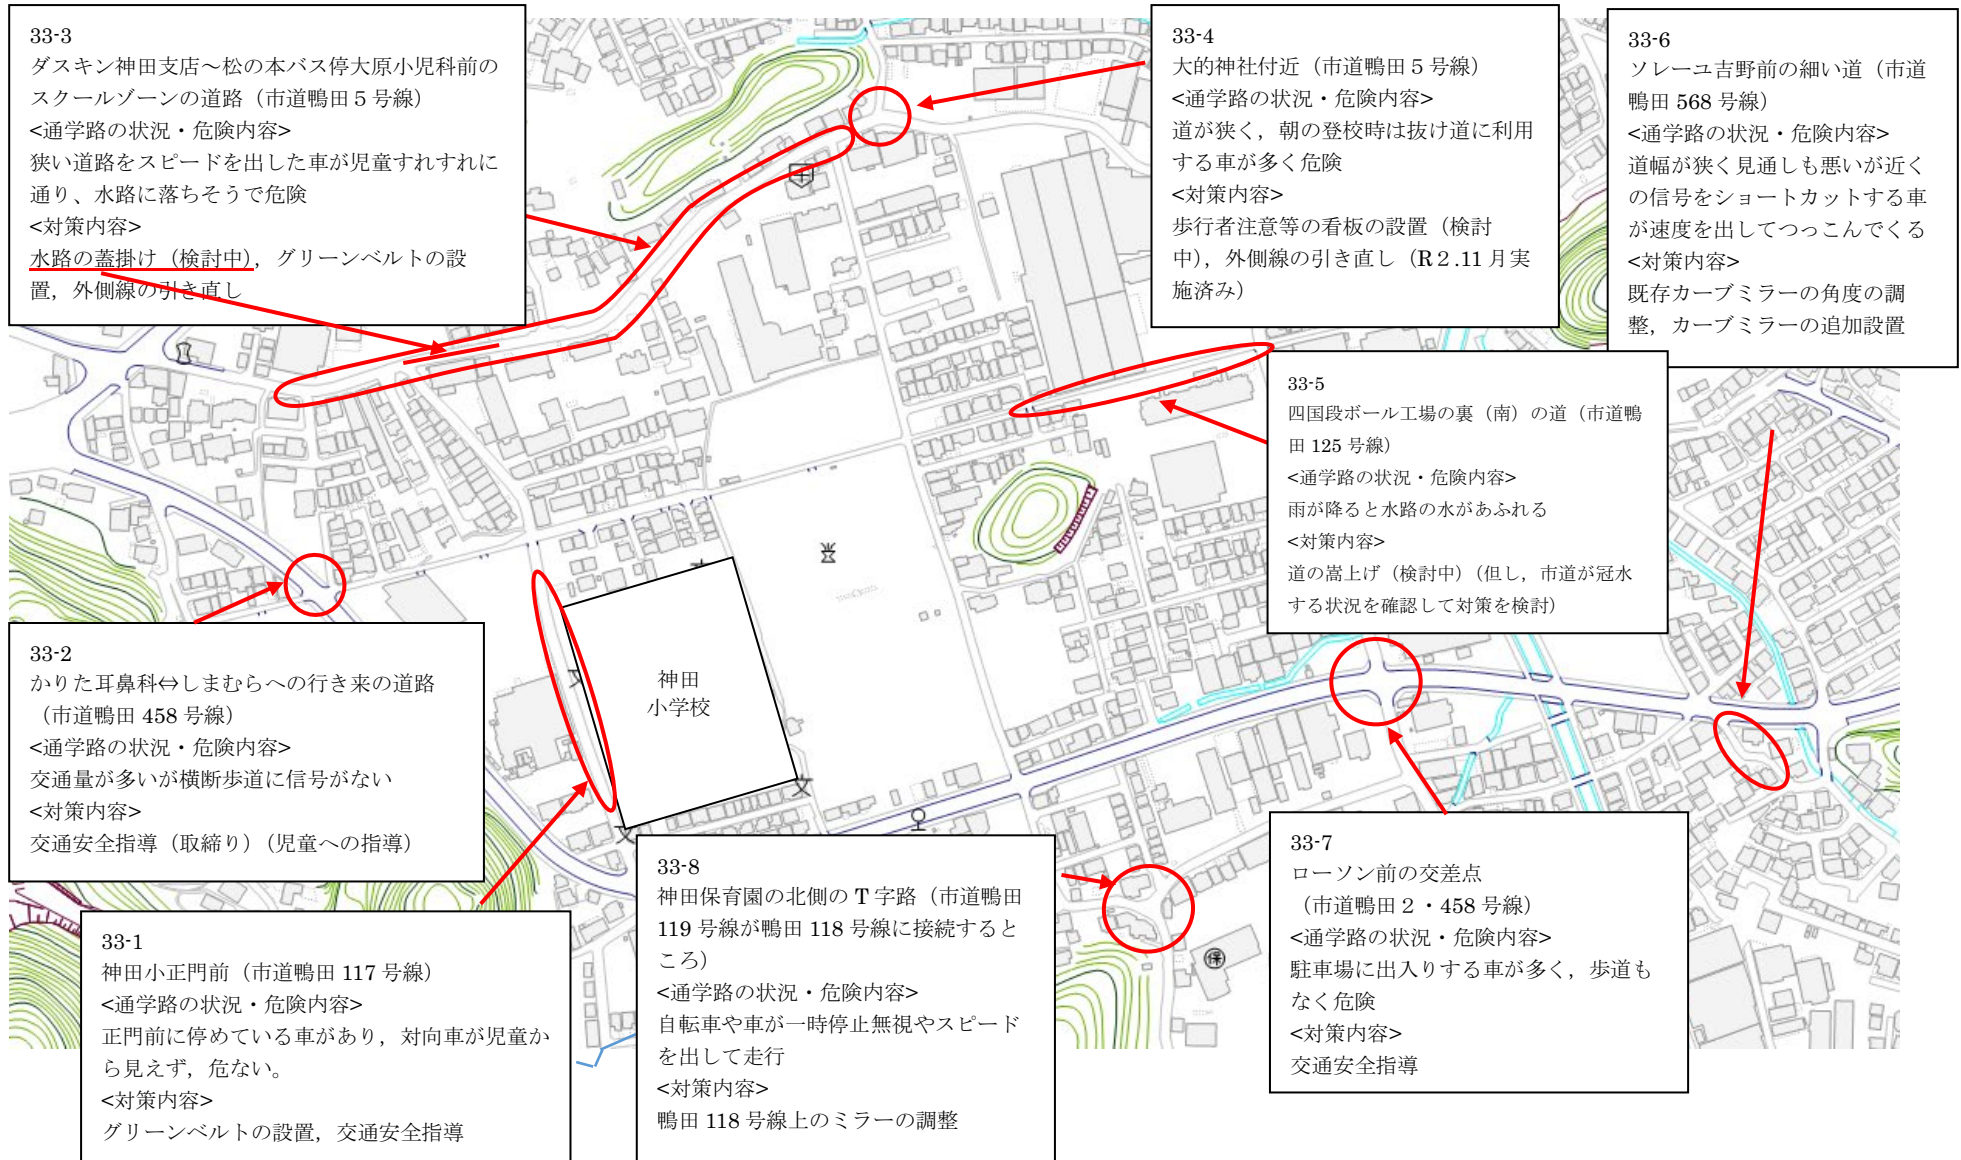 33-3
ダスキン神田支店～松の本バス停大原小児科前の
スクールゾーンの道路（市道鴨田５号線）
<通学路の状況・危険内容>
狭い道路をスピードを出した車が児童すれすれに
通り、水路に落ちそうで危険
<対策内容>
水路の蓋掛け（検討中），グリーンベルトの設
置，外側線の引き直し
33-4
大的神社付近（市道鴨田５号線）
<通学路の状況・危険内容>
道が狭く，朝の登校時は抜け道に利用
する車が多く危険
<対策内容>
歩行者注意等の看板の設置（検討
中），外側線の引き直し（R２.11 月実
施済み）
33-6
ソレーユ吉野前の細い道（市道
鴨田 568 号線）
<通学路の状況・危険内容>
道幅が狭く見通しも悪いが近く
の信号をショートカットする車
が速度を出してつっこんでくる
<対策内容>
既存カーブミラーの角度の調
整，カーブミラーの追加設置
33-5
四国段ボール工場の裏（南）の道（市道鴨
田 125 号線）
<通学路の状況・危険内容>
雨が降ると水路の水があふれる
<対策内容>
道の嵩上げ（検討中）（但し，市道が冠水
する状況を確認して対策を検討）
33-2
かりた耳鼻科⇔しまむらへの行き来の道路
（市道鴨田 458 号線）
<通学路の状況・危険内容>
交通量が多いが横断歩道に信号がない
<対策内容>
交通安全指導（取締り）（児童への指導）
神田
小学校
33-1
神田小正門前（市道鴨田 117 号線）
<通学路の状況・危険内容>
正門前に停めている車があり，対向車が児童か
ら見えず，危ない。
<対策内容>
グリーンベルトの設置，交通安全指導
33-8
神田保育園の北側の T 字路（市道鴨田
119 号線が鴨田 118 号線に接続すると
ころ）
<通学路の状況・危険内容>
自転車や車が一時停止無視やスピード
を出して走行
<対策内容>
鴨田 118 号線上のミラーの調整
33-7
ローソン前の交差点
（市道鴨田２・458 号線）
<通学路の状況・危険内容>
駐車場に出入りする車が多く，歩道も
なく危険
<対策内容>
交通安全指導
文
文
文
保